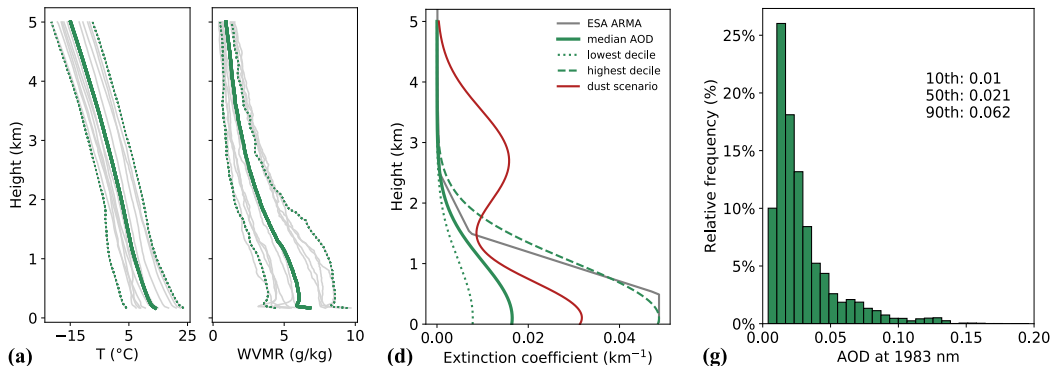 5
4
3
2
1
0
Height (km)
−15
5
25
T (°C)
(a)
0
5
10
WVMR (g/kg)
5
4
3
2
1
0
Height (km)
ESA ARMA
median AOD
lowest decile
highest decile
dust scenario
0.00
0.02
0.04
Extinction coefficient (km⁻¹)
(d)
25%
20%
15%
10%
5%
0%
Relative frequency (%)
10th: 0.01
50th: 0.021
90th: 0.062
0.00
0.05
0.10
0.15
0.20
AOD at 1983 nm
(g)